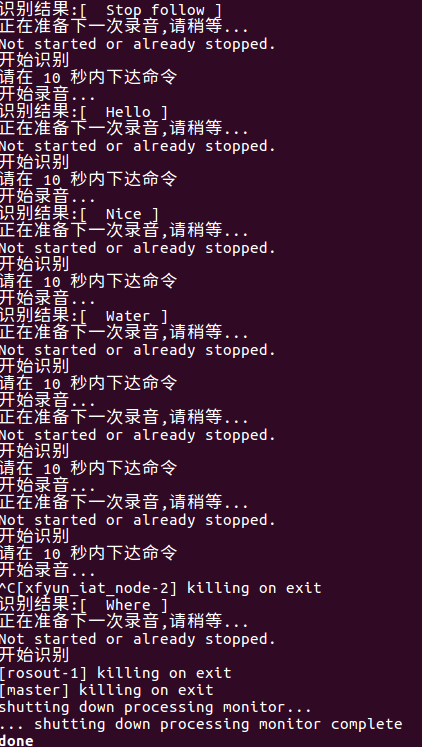 识别结果:[  Stop follow ]
正在准备下一次录音,请稍等...
Not started or already stopped.
开始识别
请在 10 秒内下达命令
开始录音...
识别结果:[  Hello ]
正在准备下一次录音,请稍等...
Not started or already stopped.
开始识别
请在 10 秒内下达命令
开始录音...
识别结果:[  Nice ]
正在准备下一次录音,请稍等...
Not started or already stopped.
开始识别
请在 10 秒内下达命令
开始录音...
识别结果:[  Water ]
正在准备下一次录音,请稍等...
Not started or already stopped.
开始识别
请在 10 秒内下达命令
开始录音...
正在准备下一次录音,请稍等...
Not started or already stopped.
开始识别
请在 10 秒内下达命令
开始录音...
正在准备下一次录音,请稍等...
Not started or already stopped.
开始识别
请在 10 秒内下达命令
开始录音...
^C[xfyun_iat_node-2] killing on exit
识别结果:[  Where ]
正在准备下一次录音,请稍等...
Not started or already stopped.
开始识别
[rosout-1] killing on exit
[master] killing on exit
shutting down processing monitor...
... shutting down processing monitor complete
done